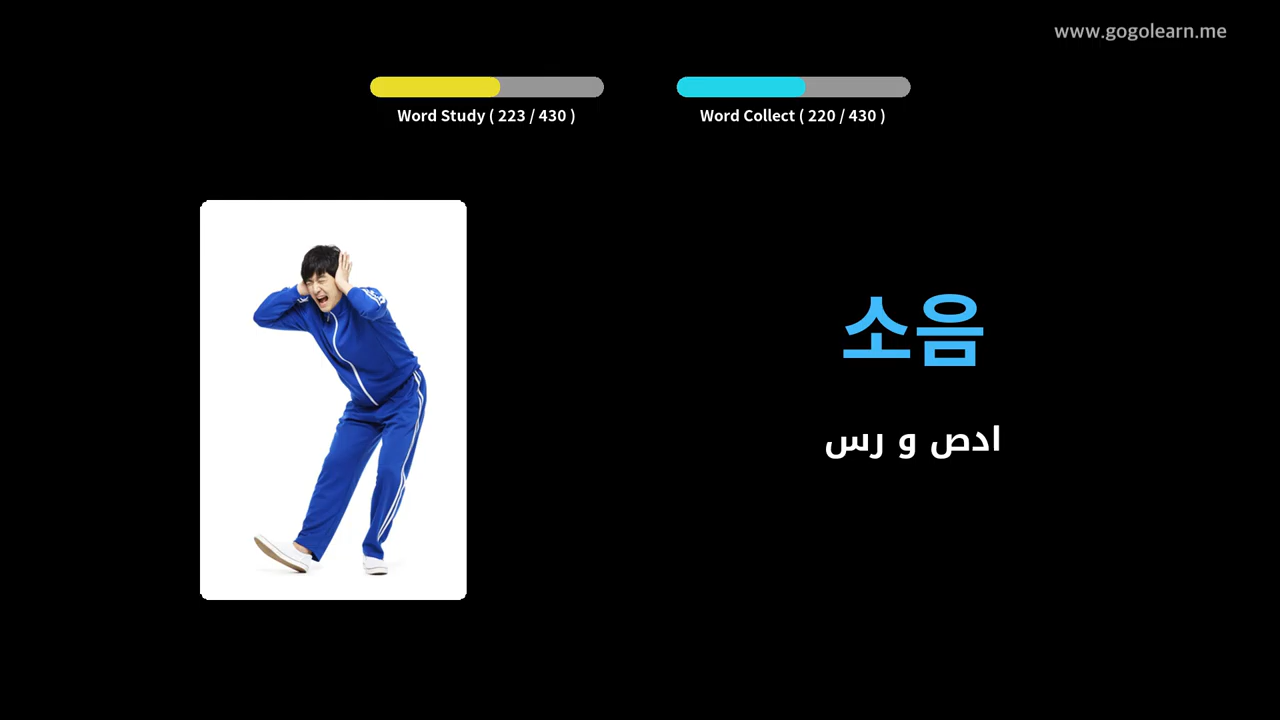 www.gogolearn.me
Word Study ( 223 / 430 )
Word Collect ( 220 / 430 )
소음
ادص و رس